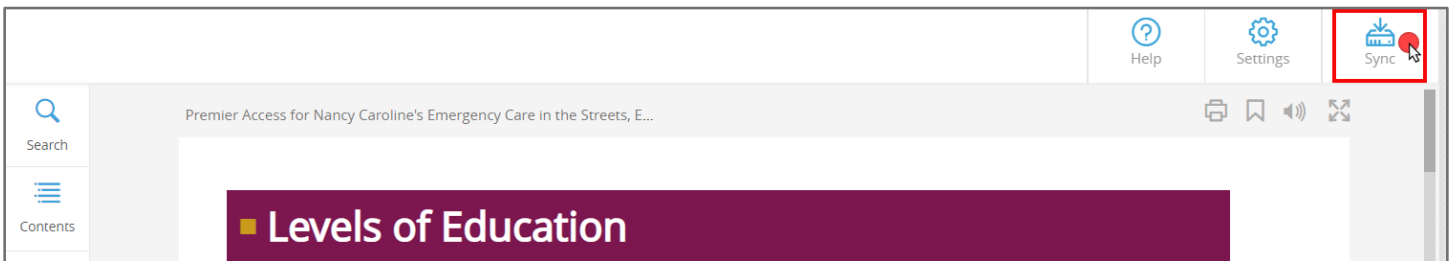 Help
Settings
Sync
Search
Premier Access for Nancy Caroline's Emergency Care in the Streets, E...
Contents
Levels of Education